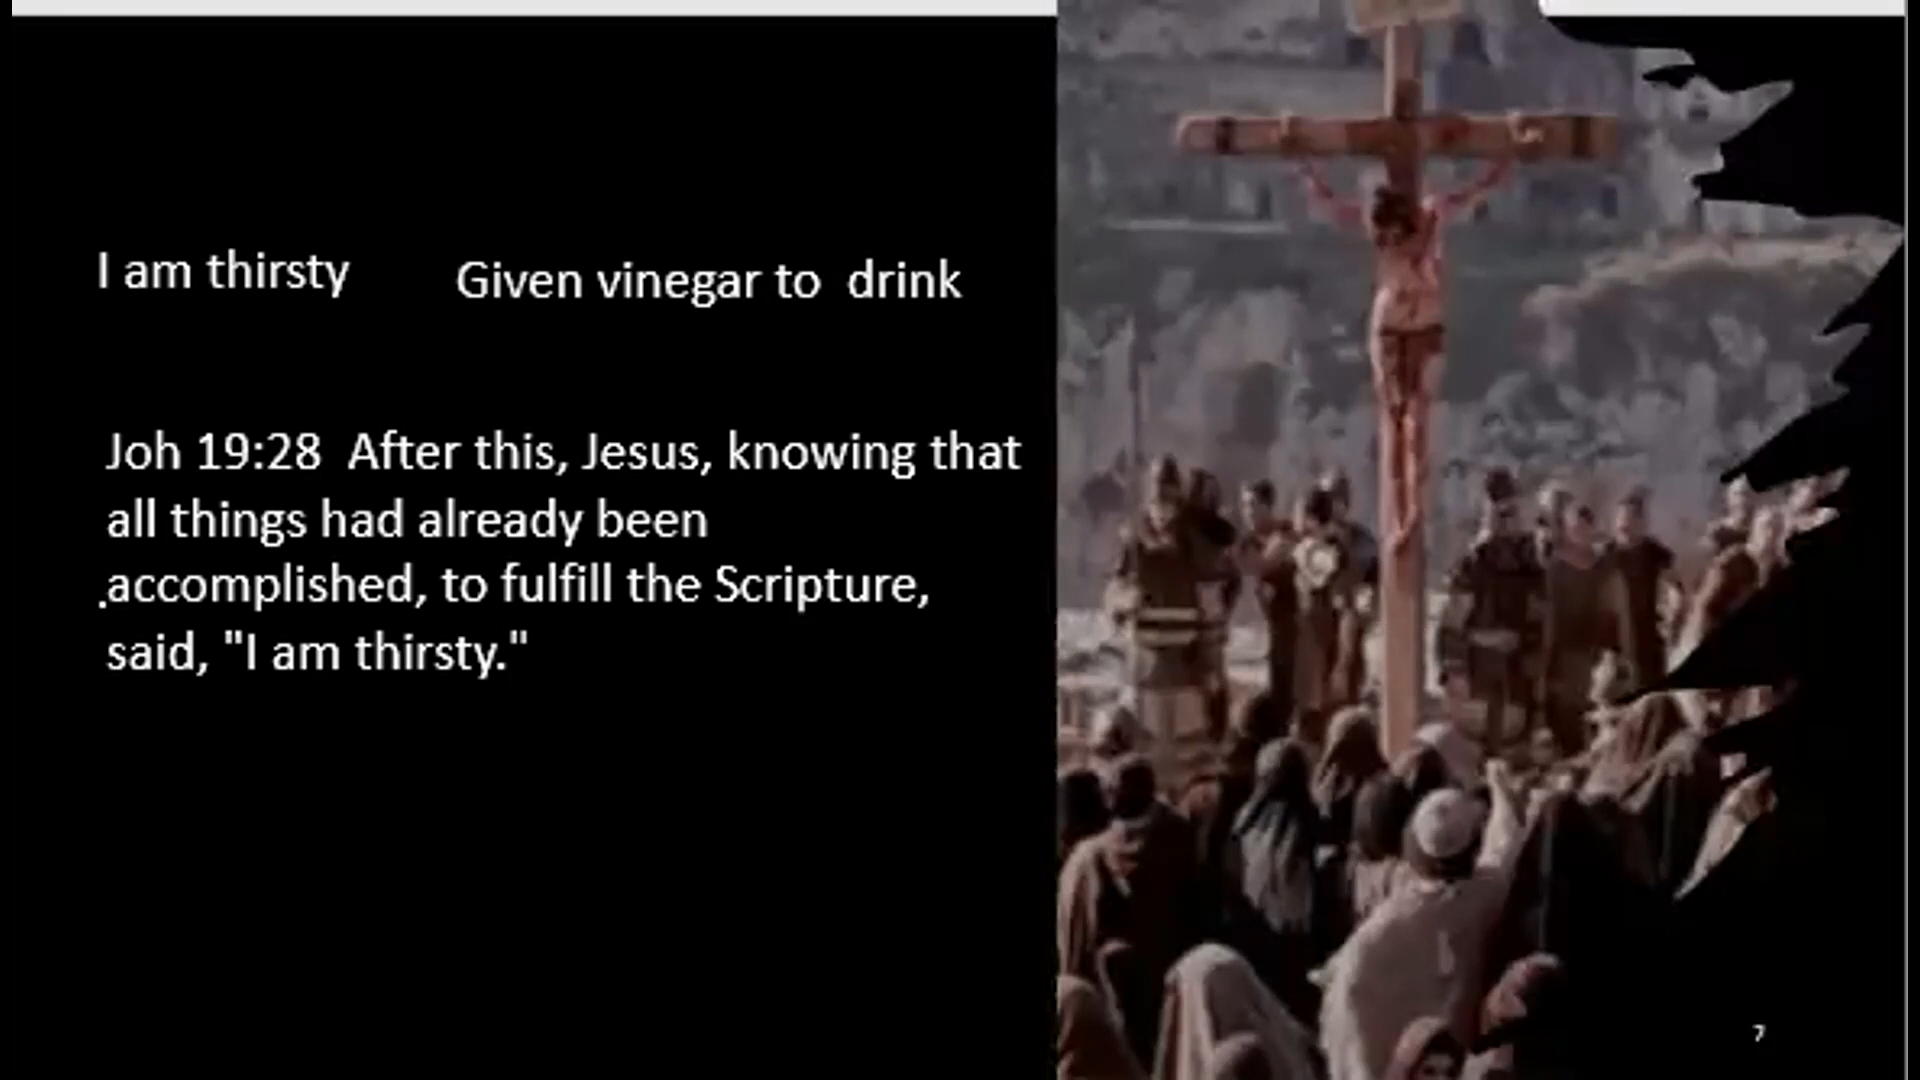 I am thirsty Given vinegar to drink
Joh 19:28 After this, Jesus, knowing that
all things had already been
.accomplished, to fulfill the Scripture,
said, "I am thirsty."
7